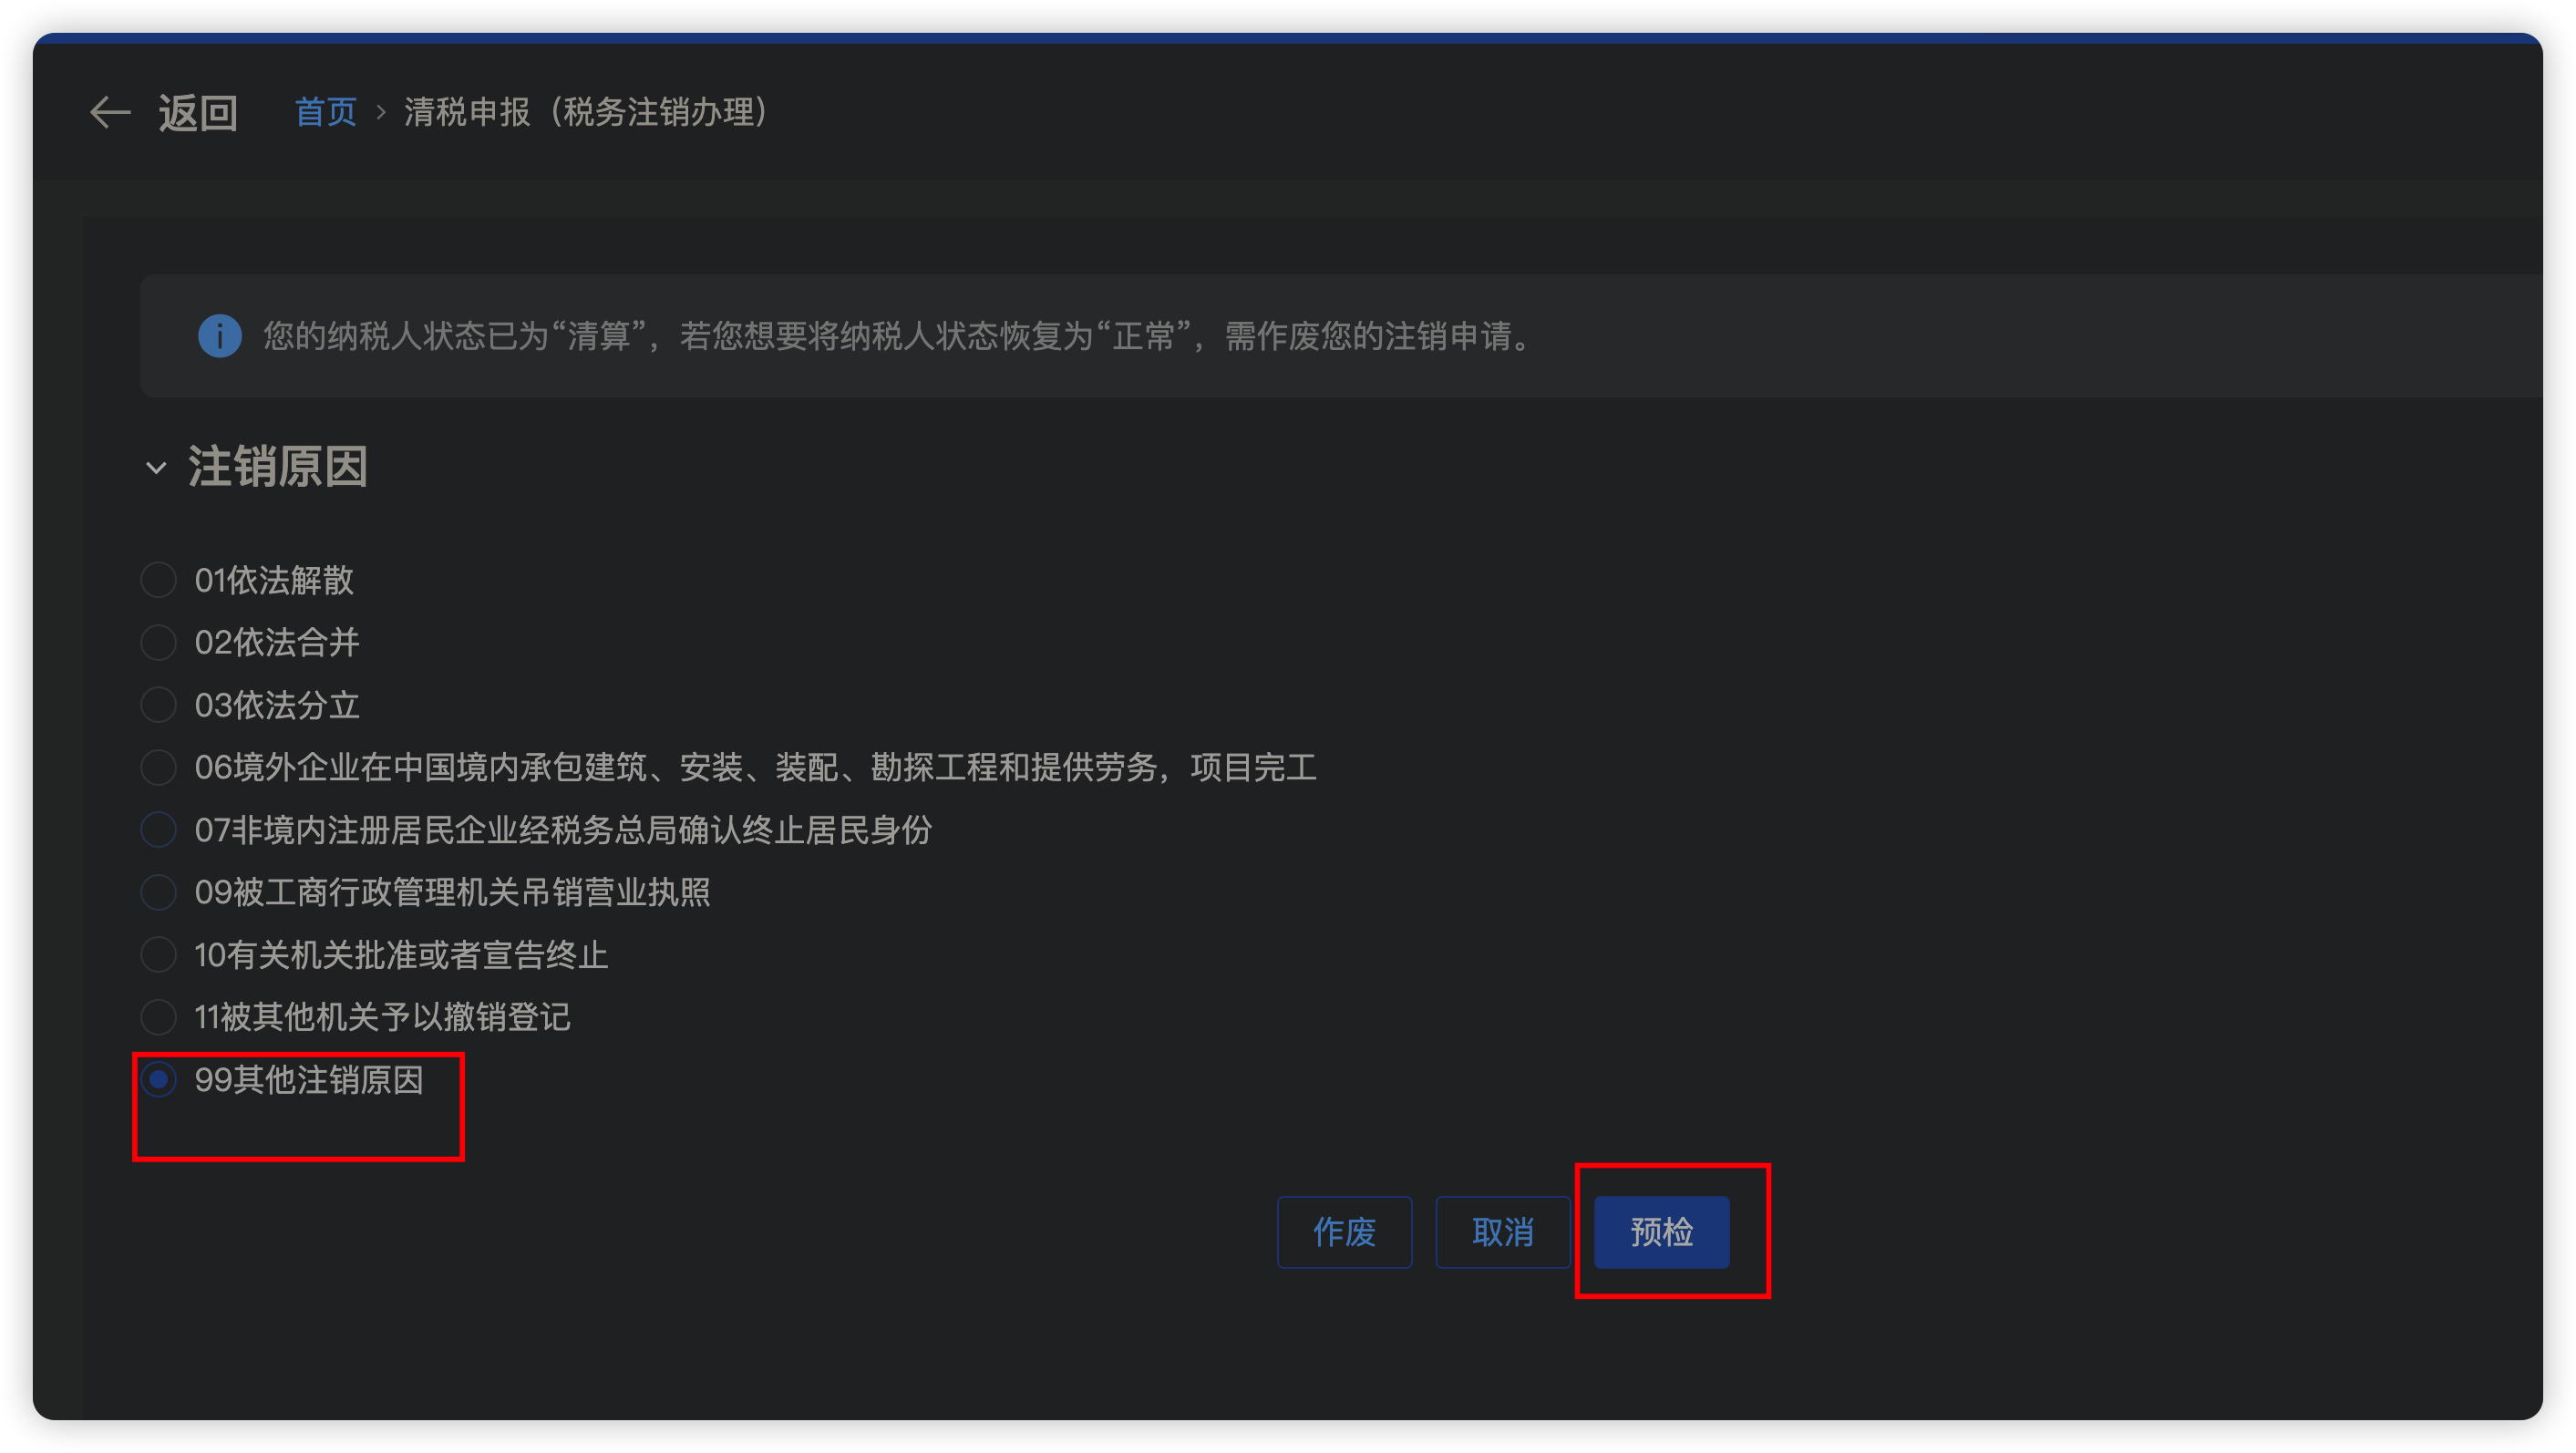 返回 首页 > 清税申报（税务注销办理）
您的纳税人状态已为“清算”，若您想要将纳税人状态恢复为“正常”，需作废您的注销申请。
注销原因
01依法解散
02依法合并
03依法分立
06境外企业在中国境内承包建筑、安装、装配、勘探工程和提供劳务，项目完工
07非境内注册居民企业经税务总局确认终止居民身份
09被工商行政管理机关吊销营业执照
10有关机关批准或者宣告终止
11被其他机关予以撤销登记
99其他注销原因
作废 取消 预检